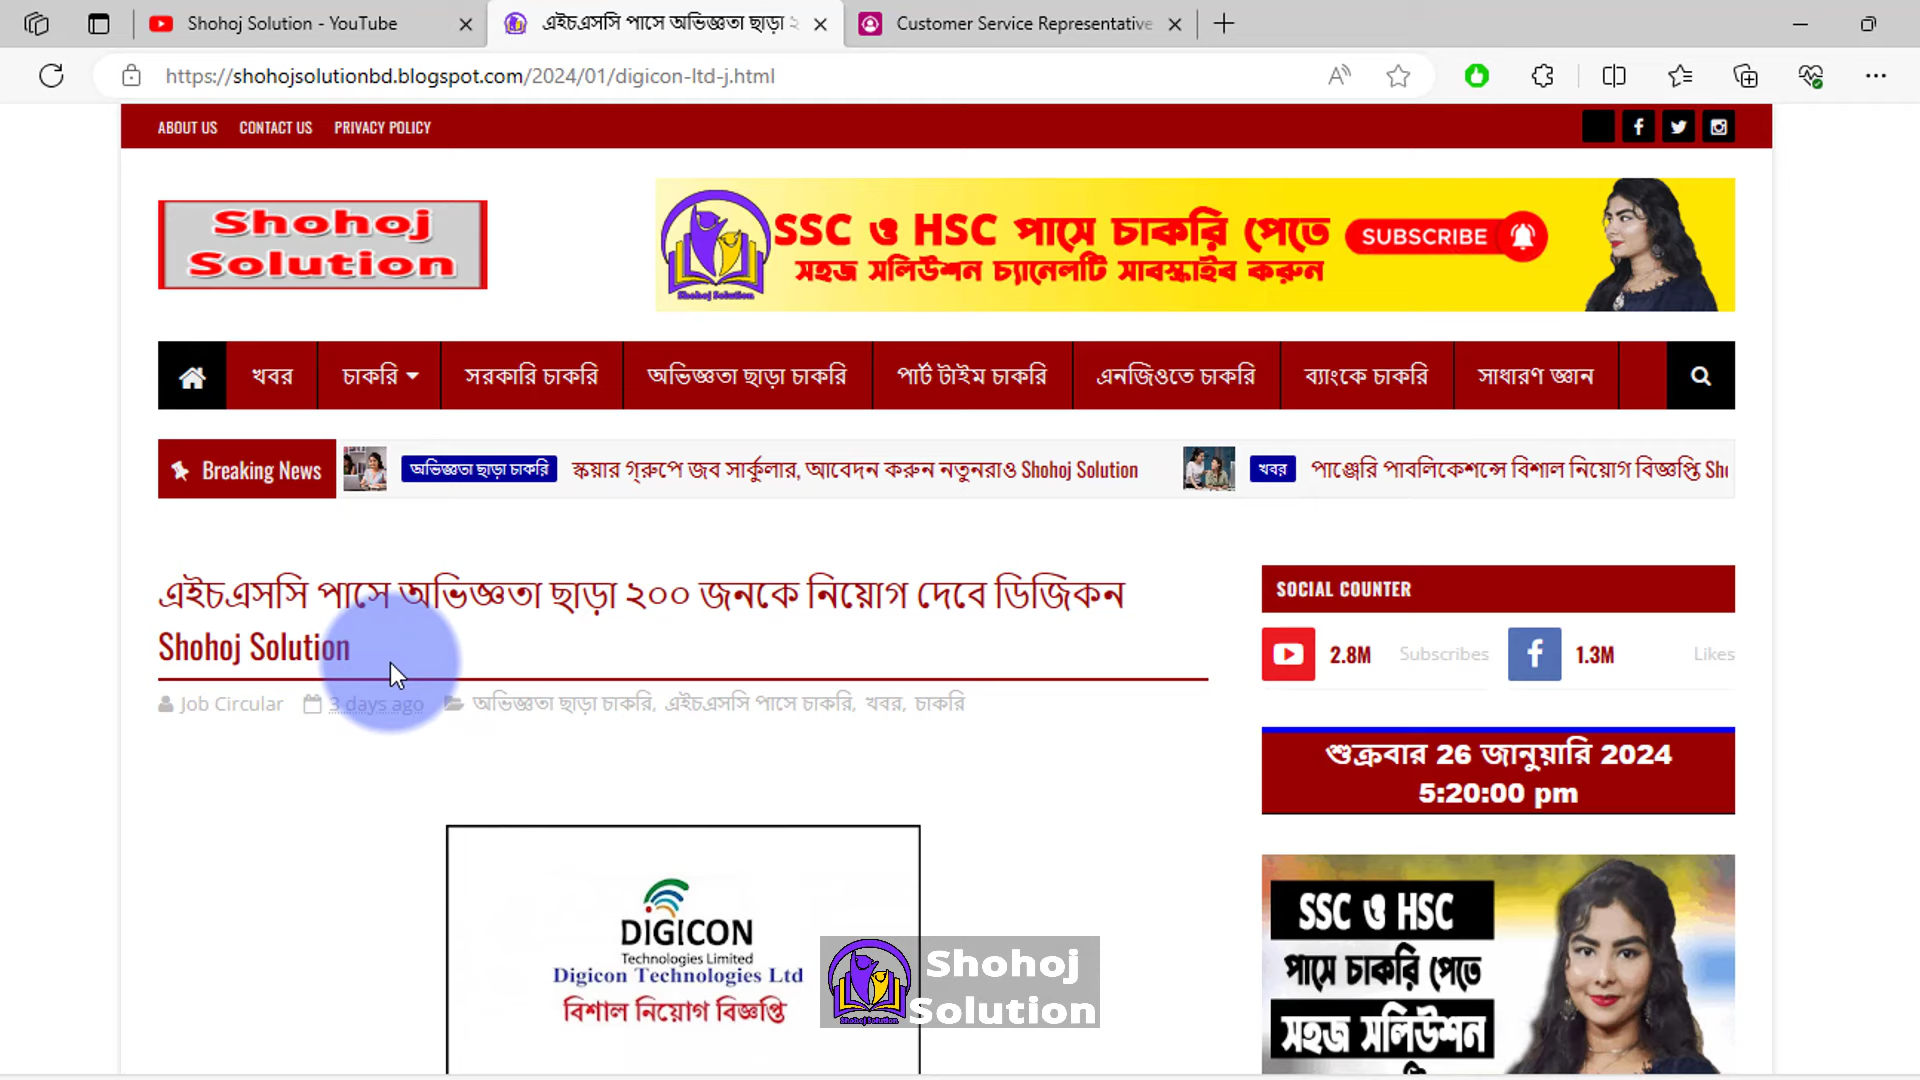 Shohoj Solution - YouTube
এইচএসসি পাসে অভিজ্ঞতা ছাড়া ২
Customer Service Representative
https://shohojsolutionbd.blogspot.com/2024/01/digicon-ltd-j.html
ABOUT US CONTACT US PRIVACY POLICY
Shohoj
Solution
SSC ও HSC পাসে চাকরি পেতে
সহজ সলিউশন চ্যানেলটি সাবস্ক্রাইব করুন
SUBSCRIBE
Shohoj Solution
খবর চাকরি সরকারি চাকরি অভিজ্ঞতা ছাড়া চাকরি পার্ট টাইম চাকরি এনজিওতে চাকরি ব্যাংকে চাকরি সাধারণ জ্ঞান
Breaking News
অভিজ্ঞতা ছাড়া চাকরি স্কয়ার গ্রুপে জব সার্কুলার, আবেদন করুন নতুনরাও Shohoj Solution
খবর পাঞ্জেরি পাবলিকেশন্সে বিশাল নিয়োগ বিজ্ঞপ্তি Sho
এইচএসসি পাসে অভিজ্ঞতা ছাড়া ২০০ জনকে নিয়োগ দেবে ডিজিকন
Shohoj Solution
Job Circular 3 days ago অভিজ্ঞতা ছাড়া চাকরি, এইচএসসি পাসে চাকরি, খবর, চাকরি
SOCIAL COUNTER
2.8M Subscribes 1.3M Likes
শুক্রবার 26 জানুয়ারি 2024
5:20:00 pm
DIGICON
Technologies Limited
Digicon Technologies Ltd
বিশাল নিয়োগ বিজ্ঞপ্তি
Shohoj
Solution
Shohoj Solution
SSC ও HSC
পাসে চাকরি পেতে
সহজ সলিউশন